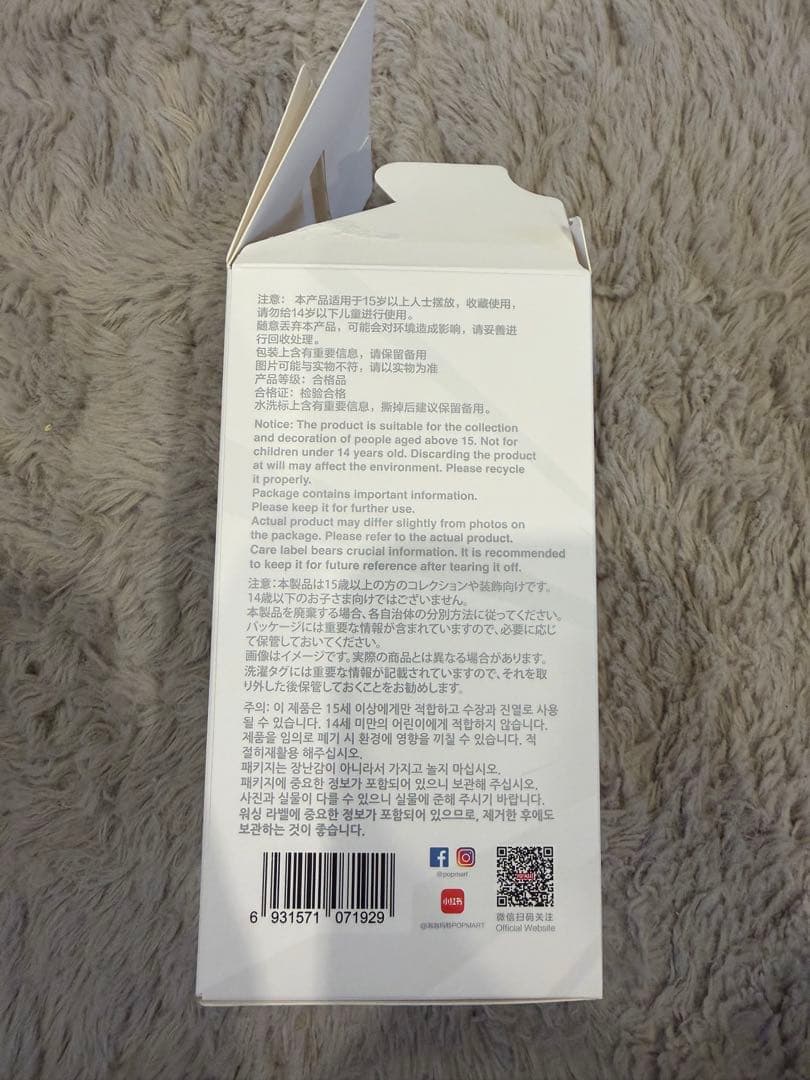 注意： 本产品适用于15岁以上人士摆放，收藏使用，
请勿给14岁以下儿童进行使用。
随意丢弃本产品，可能会对环境造成影响，请妥善进
行回收处理。
包装上含有重要信息，请保留备用
图片可能与实物不符，请以实物为准
产品等级：合格品
合格证：检验合格
水洗标上含有重要信息，撕掉后建议保留备用。
Notice: The product is suitable for the collection
and decoration of people aged above 15. Not for
children under 14 years old. Discarding the product
at will may affect the environment. Please recycle
it properly.
Package contains important information.
Please keep it for further use.
Actual product may differ slightly from photos on
the package. Please refer to the actual product.
Care label bears crucial information. It is recommended
to keep it for future reference after tearing it off.
注意：本製品は15歳以上の方のコレクションや装飾向けです。
14歳以下のお子さま向けではございません。
本製品を廃棄する場合、各自治体の分別方法に従ってください。
パッケージには重要な情報が含まれていますので、必要に応じ
て保管しておいてください。
画像はイメージです。実際の商品とは異なる場合があります。
洗濯タグには重要な情報が記載されていますので、それを取
り外した後保管しておくことをお勧めします。
주의: 이 제품은 15세 이상에게만 적합하고 수장과 진열로 사용
될 수 있습니다. 14세 미만의 어린이에게 적합하지 않습니다.
제품을 임의로 폐기 시 환경에 영향을 끼칠 수 있습니다. 적
절히재활용 해주십시오.
패키지는 장난감이 아니라서 가지고 놀지 마십시오.
패키지에 중요한 정보가 포함되어 있으니 보관해 주십시오.
사진과 실물이 다를 수 있으니 실물에 준해 주시기 바랍니다.
워싱 라벨에 중요한 정보가 포함되어 있으므로, 제거한 후에도
보관하는 것이 좋습니다.
@popmart
小红书
@泡泡玛特POPMART
POP MART
微信扫码关注
Official Website
6 931571 071929